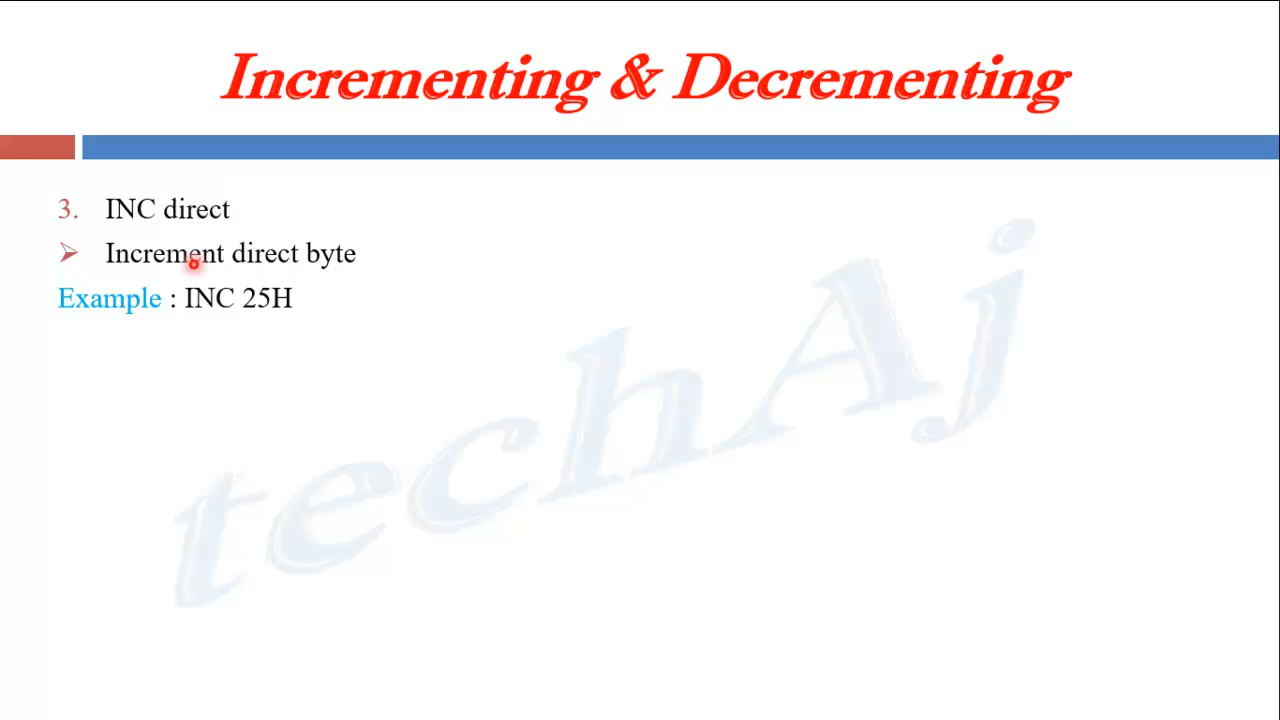 Incrementing & Decrementing
3. INC direct
➢ Increment direct byte
Example : INC 25H
techAj